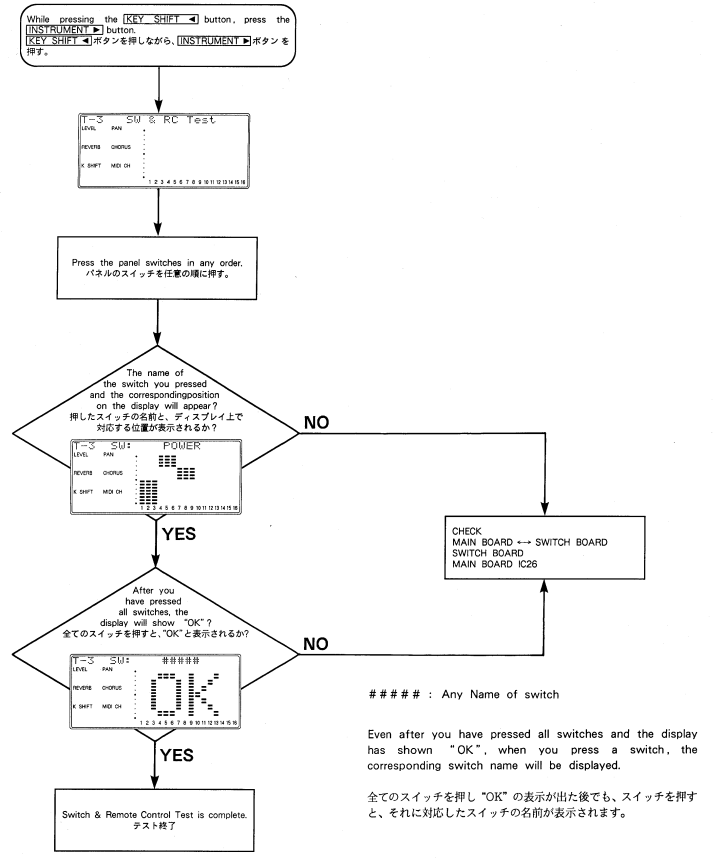 While pressing the KEY SHIFT ◄ button, press the
INSTRUMENT ► button.
KEY SHIFT ◄ ボタンを押しながら、INSTRUMENT ► ボタンを
押す。
T-3 SW & RC Test
LEVEL PAN
REVERB CHORUS
K SHIFT MIDI CH
1 2 3 4 5 6 7 8 9 10 11 12 13 14 15 16
Press the panel switches in any order.
パネルのスイッチを任意の順に押す。
The name of
the switch you pressed
and the correspondingposition
on the display will appear?
押したスイッチの名前と、ディスプレイ上で
対応する位置が表示されるか?
NO
T-3 SW: POWER
LEVEL PAN
REVERB CHORUS
K SHIFT MIDI CH
1 2 3 4 5 6 7 8 9 10 11 12 13 14 15 16
YES
CHECK
MAIN BOARD ←→ SWITCH BOARD
SWITCH BOARD
MAIN BOARD IC26
After you
have pressed
all switches, the
display will show "OK"?
全てのスイッチを押すと、"OK"と表示されるか?
NO
T-3 SW: #####
LEVEL PAN
REVERB CHORUS
K SHIFT MIDI CH
OK
1 2 3 4 5 6 7 8 9 10 11 12 13 14 15 16
YES
Switch & Remote Control Test is complete.
テスト終了
##### : Any Name of switch
Even after you have pressed all switches and the display
has shown "OK", when you press a switch, the
corresponding switch name will be displayed.
全てのスイッチを押し "OK" の表示が出た後でも、スイッチを押す
と、それに対応したスイッチの名前が表示されます。